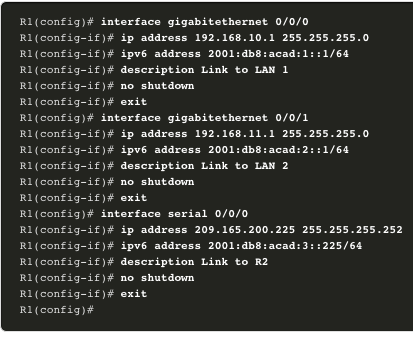 R1(config)# interface gigabitethernet 0/0/0
R1(config-if)# ip address 192.168.10.1 255.255.255.0
R1(config-if)# ipv6 address 2001:db8:acad:1::1/64
R1(config-if)# description Link to LAN 1
R1(config-if)# no shutdown
R1(config-if)# exit
R1(config)# interface gigabitethernet 0/0/1
R1(config-if)# ip address 192.168.11.1 255.255.255.0
R1(config-if)# ipv6 address 2001:db8:acad:2::1/64
R1(config-if)# description Link to LAN 2
R1(config-if)# no shutdown
R1(config-if)# exit
R1(config)# interface serial 0/0/0
R1(config-if)# ip address 209.165.200.225 255.255.255.252
R1(config-if)# ipv6 address 2001:db8:acad:3::225/64
R1(config-if)# description Link to R2
R1(config-if)# no shutdown
R1(config-if)# exit
R1(config)#